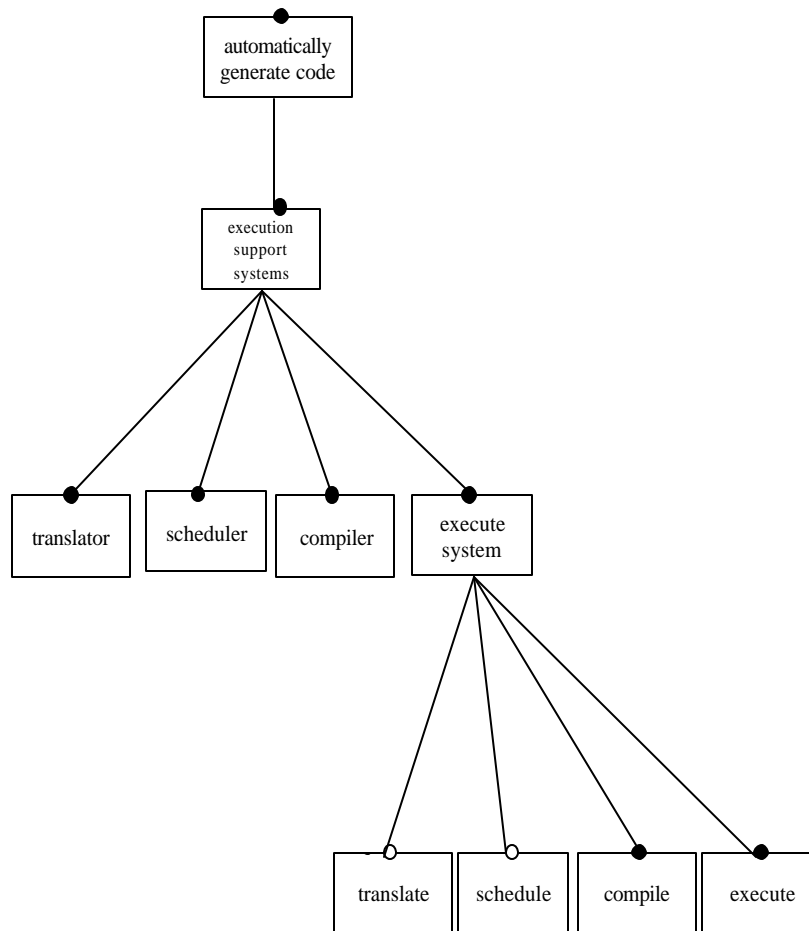 automatically
generate code
execution
support
systems
translator
scheduler
compiler
execute
system
translate
schedule
compile
execute